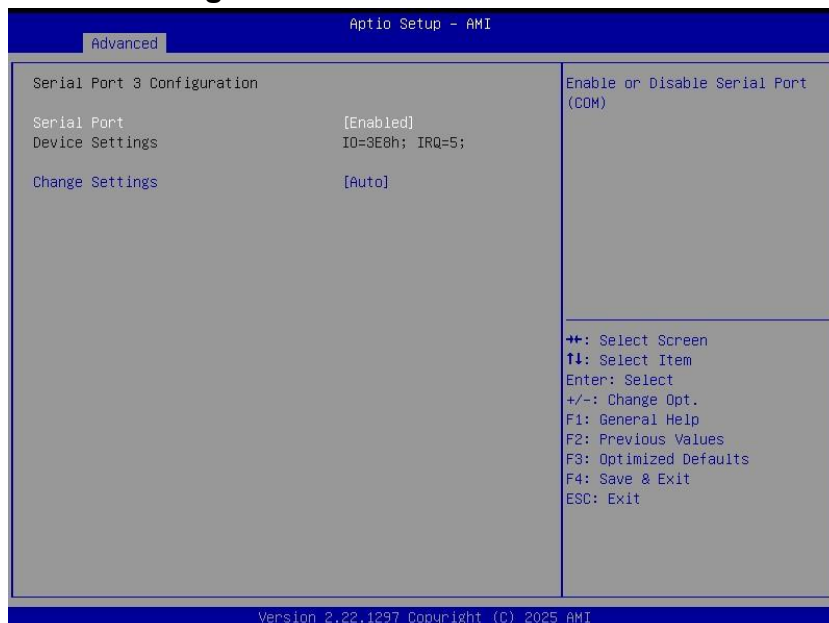 Aptio Setup – AMI
Advanced
Serial Port 3 Configuration
Serial Port [Enabled]
Device Settings IO=3E8h; IRQ=5;
Change Settings [Auto]
Enable or Disable Serial Port
(COM)
→←: Select Screen
↑↓: Select Item
Enter: Select
+/-: Change Opt.
F1: General Help
F2: Previous Values
F3: Optimized Defaults
F4: Save & Exit
ESC: Exit
Version 2.22.1297 Copyright (C) 2025 AMI